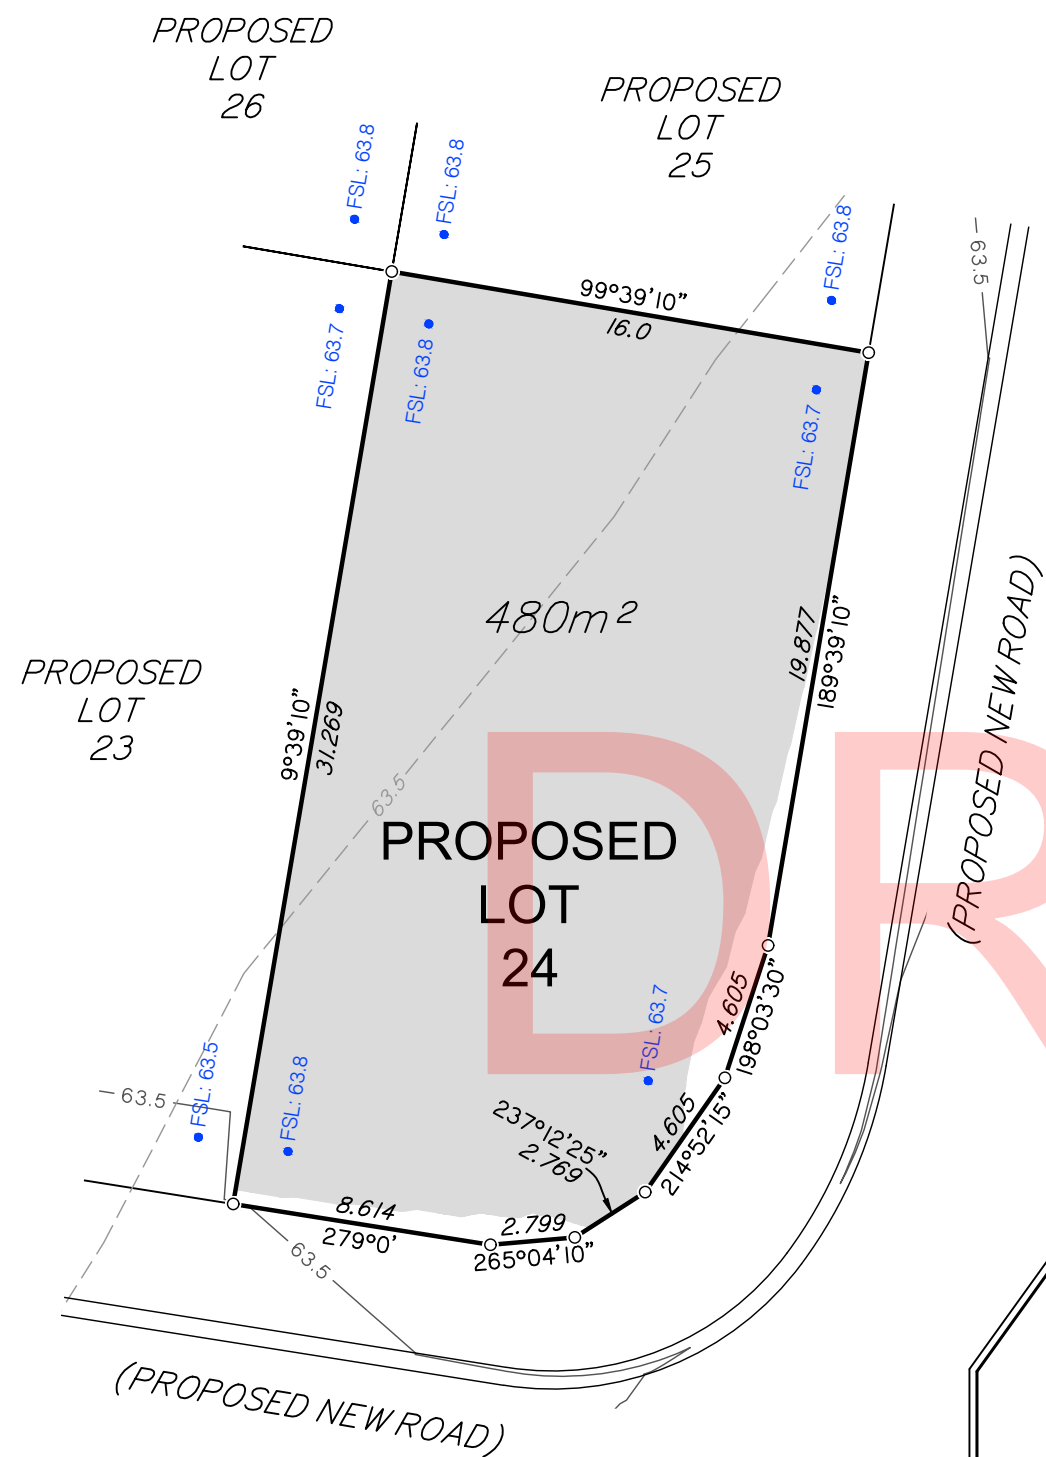 PROPOSED
LOT
26
PROPOSED
LOT
25
FSL: 63.8
FSL: 63.8
FSL: 63.8
63.5
99°39'10"
16.0
FSL: 63.7
FSL: 63.8
FSL: 63.7
480m²
19.877
189°39'10"
(PROPOSED NEW ROAD)
PROPOSED
LOT
23
9°39'10"
31.269
63.5
DR
PROPOSED
LOT
24
FSL: 63.7
4.605
198°03'30"
63.5
FSL: 63.5
FSL: 63.8
237°12'25"
2.769
4.605
214°52'15"
8.614
279°0'
2.799
265°04'10"
63.5
(PROPOSED NEW ROAD)